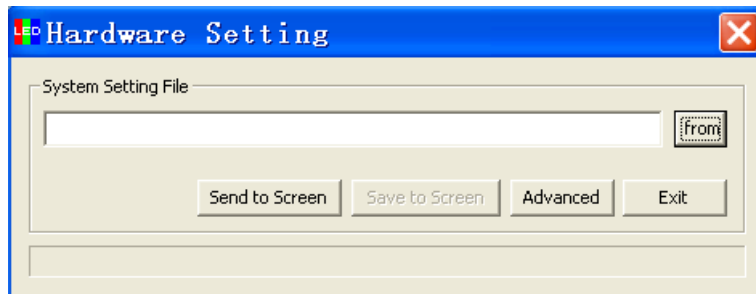 LED Hardware Setting
System Setting File
from
Send to Screen Save to Screen Advanced Exit